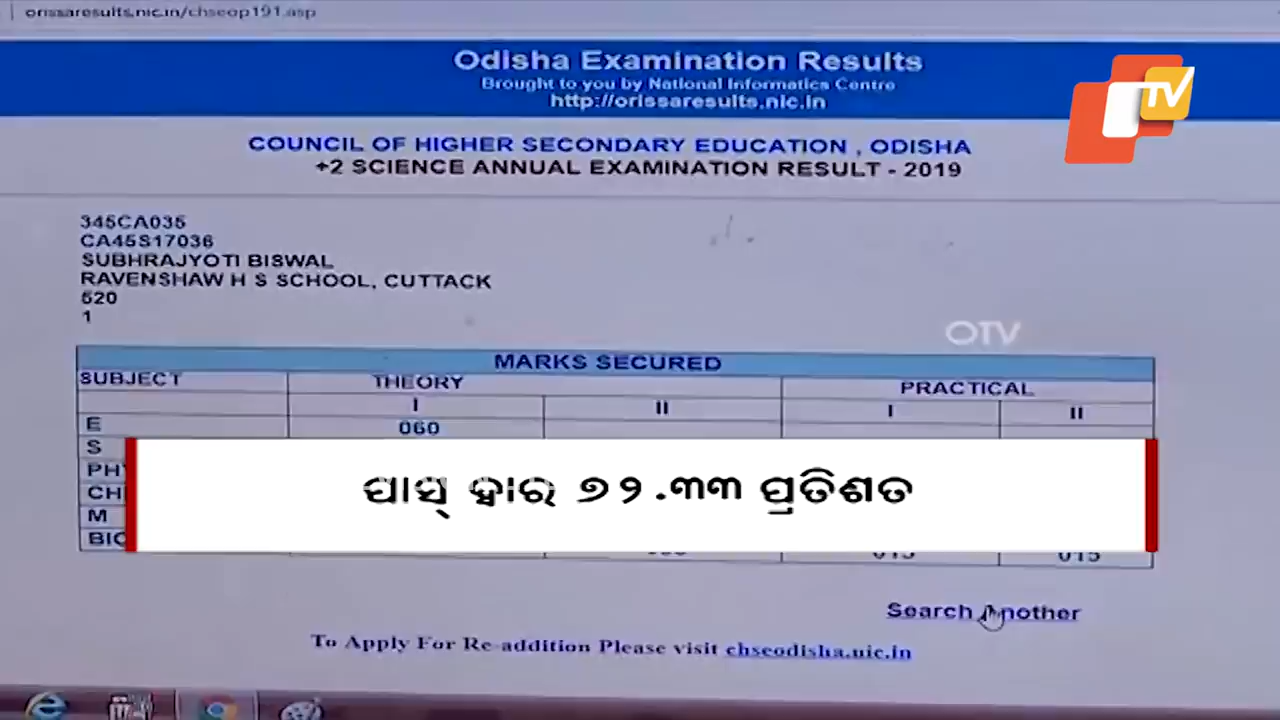 orissaresults.nic.in/chseop191.asp
Odisha Examination Results
Brought to you by National Informatics Centre
http://orissaresults.nic.in
TV
COUNCIL OF HIGHER SECONDARY EDUCATION , ODISHA
+2 SCIENCE ANNUAL EXAMINATION RESULT - 2019
345CA035
CA45S17036
SUBHRAJYOTI BISWAL
RAVENSHAW H S SCHOOL, CUTTACK
520
1
OTV
MARKS SECURED
SUBJECT THEORY PRACTICAL
I II I II
E 060
S
M
ପାସ୍ ହାର ୭୨.୩୩ ପ୍ରତିଶତ
015 015
Search Another
To Apply For Re-addition Please visit chseodisha.nic.in